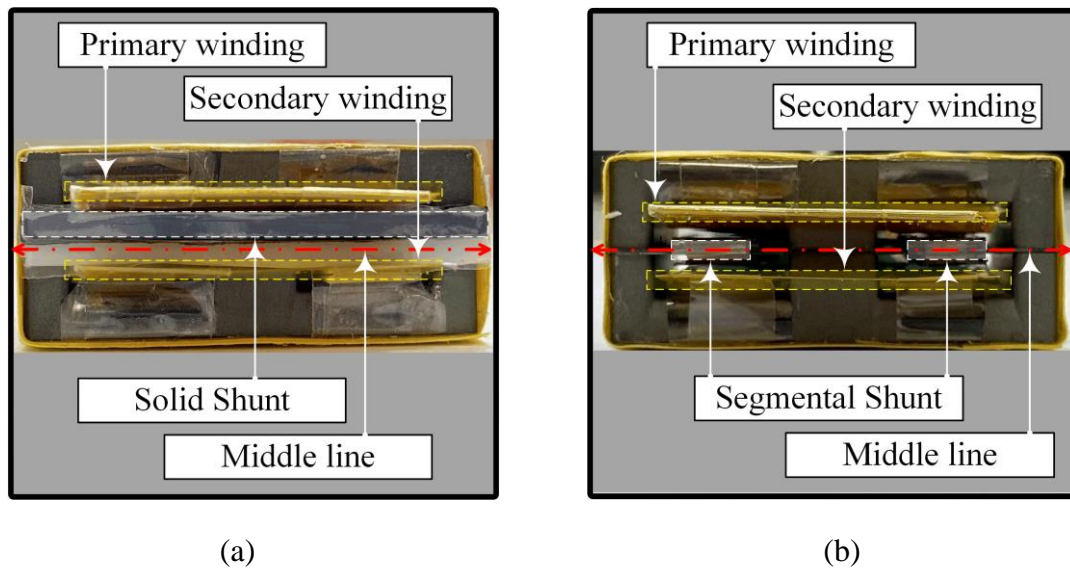 Primary winding
Secondary winding
Solid Shunt
Middle line
(a)
Primary winding
Secondary winding
Segmental Shunt
Middle line
(b)